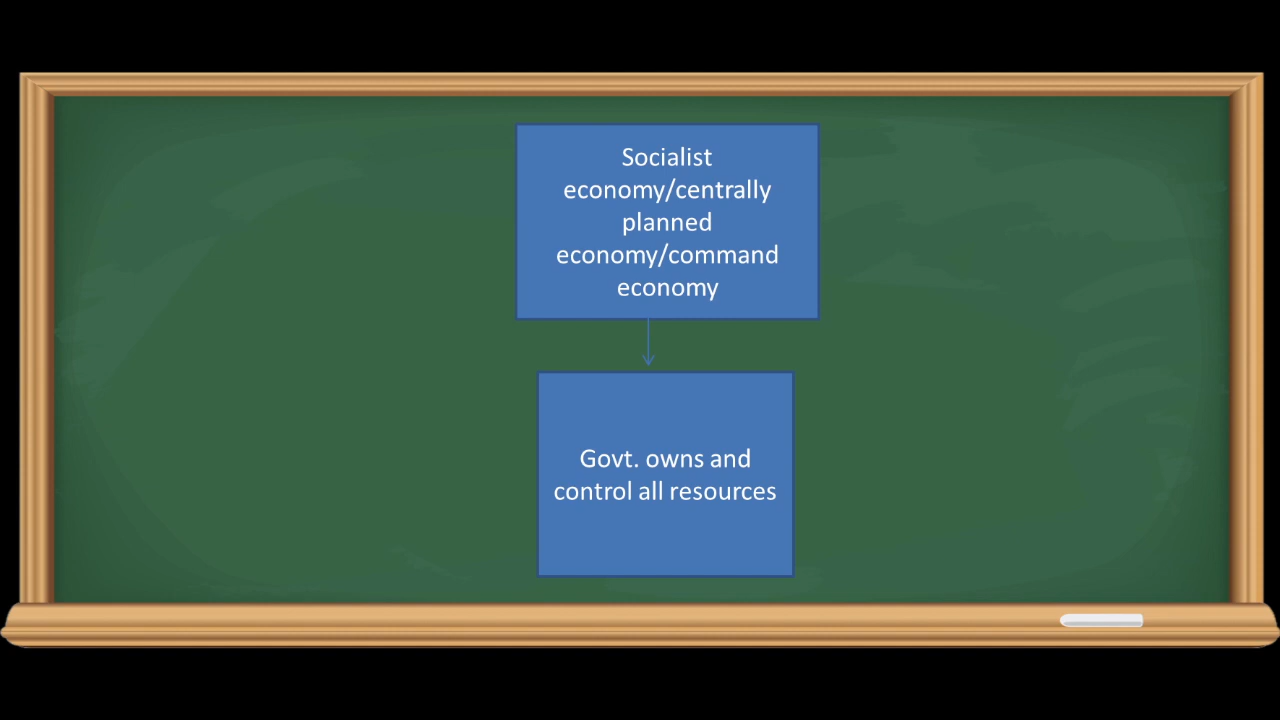 Socialist
economy/centrally
planned
economy/command
economy
Govt. owns and
control all resources